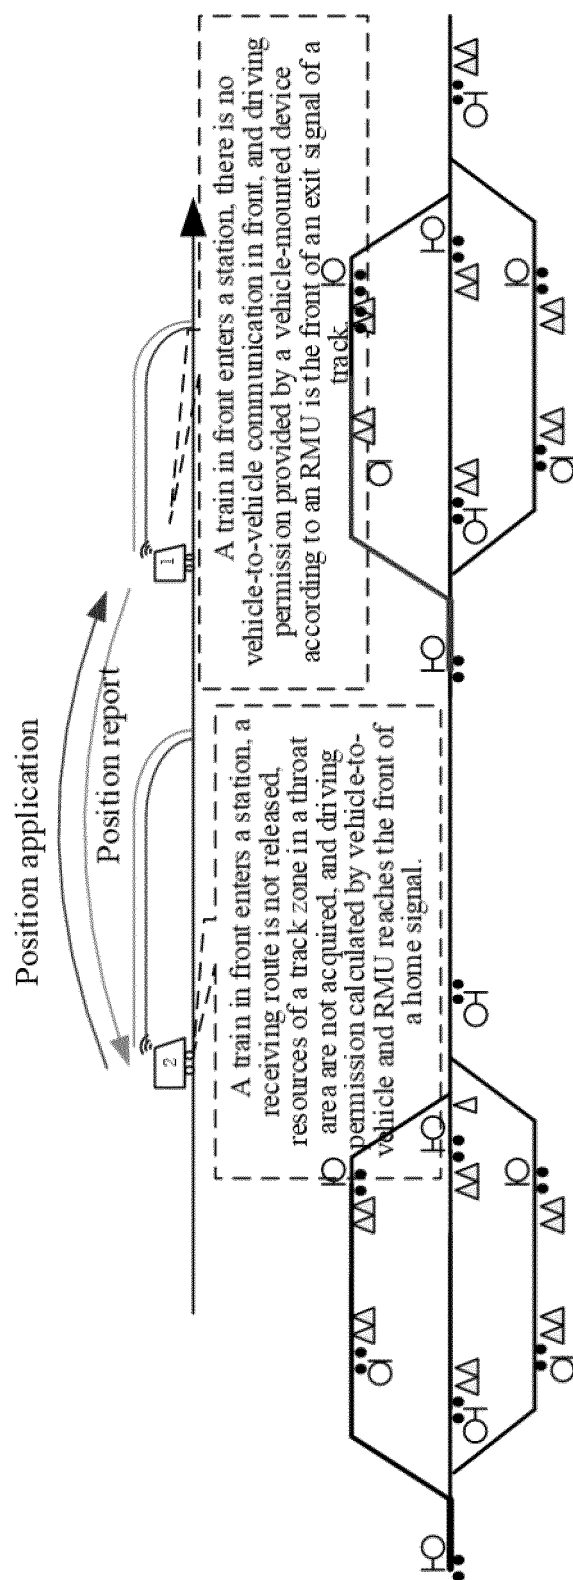 Position application
Position report
2
1
A train in front enters a station, a
receiving route is not released,
resources of a track zone in a throat
area are not acquired, and driving
permission calculated by vehicle-to-
vehicle and RMU reaches the front of
a home signal.
A train in front enters a station, there is no
vehicle-to-vehicle communication in front, and driving
permission provided by a vehicle-mounted device
according to an RMU is the front of an exit signal of a
track.